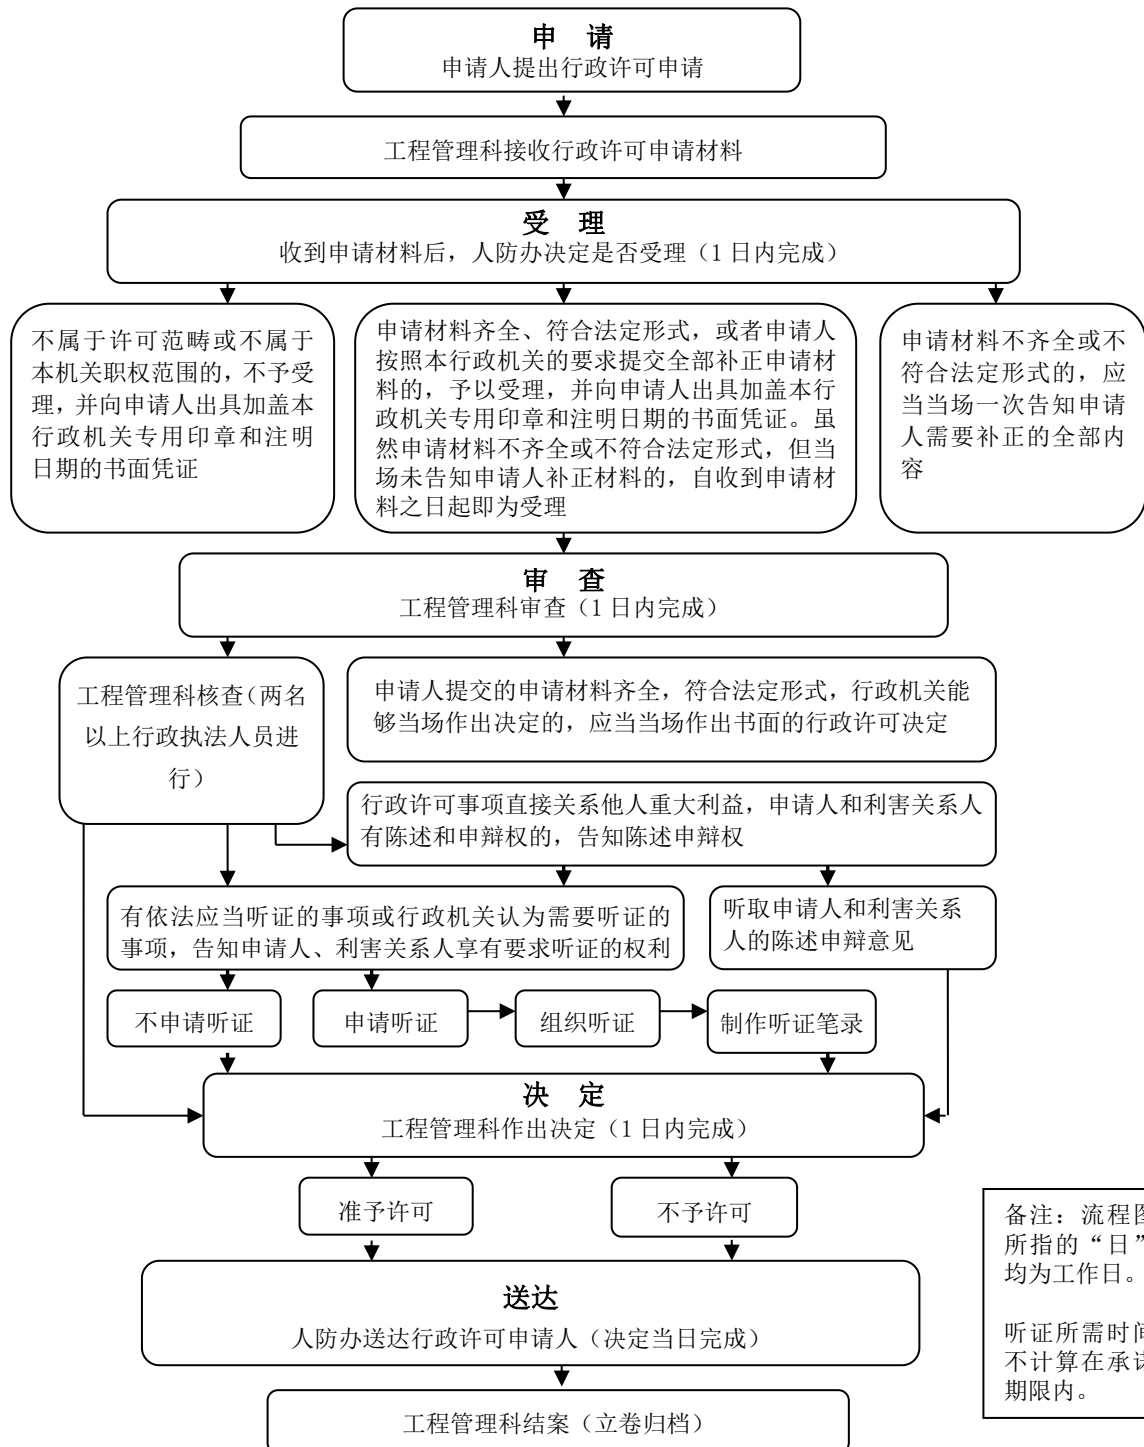 申 请
申请人提出行政许可申请
工程管理科接收行政许可申请材料
受 理
收到申请材料后，人防办决定是否受理（1 日内完成）
不属于许可范畴或不属于
本机关职权范围的，不予受
理，并向申请人出具加盖本
行政机关专用印章和注明
日期的书面凭证
申请材料齐全、符合法定形式，或者申请人
按照本行政机关的要求提交全部补正申请材
料的，予以受理，并向申请人出具加盖本行
政机关专用印章和注明日期的书面凭证。虽
然申请材料不齐全或不符合法定形式，但当
场未告知申请人补正材料的，自收到申请材
料之日起即为受理
申请材料不齐全或不
符合法定形式的，应
当当场一次告知申请
人需要补正的全部内
容
审 查
工程管理科审查（1 日内完成）
工程管理科核查（两名
以上行政执法人员进
行）
申请人提交的申请材料齐全，符合法定形式，行政机关能
够当场作出决定的，应当当场作出书面的行政许可决定
行政许可事项直接关系他人重大利益，申请人和利害关系人
有陈述和申辩权的，告知陈述申辩权
有依法应当听证的事项或行政机关认为需要听证的
事项，告知申请人、利害关系人享有要求听证的权利
听取申请人和利害关系
人的陈述申辩意见
不申请听证
申请听证
组织听证
制作听证笔录
决 定
工程管理科作出决定（1 日内完成）
准予许可
不予许可
送达
人防办送达行政许可申请人（决定当日完成）
工程管理科结案（立卷归档）
备注：流程图
所指的“日”
均为工作日。
听证所需时间
不计算在承诺
期限内。